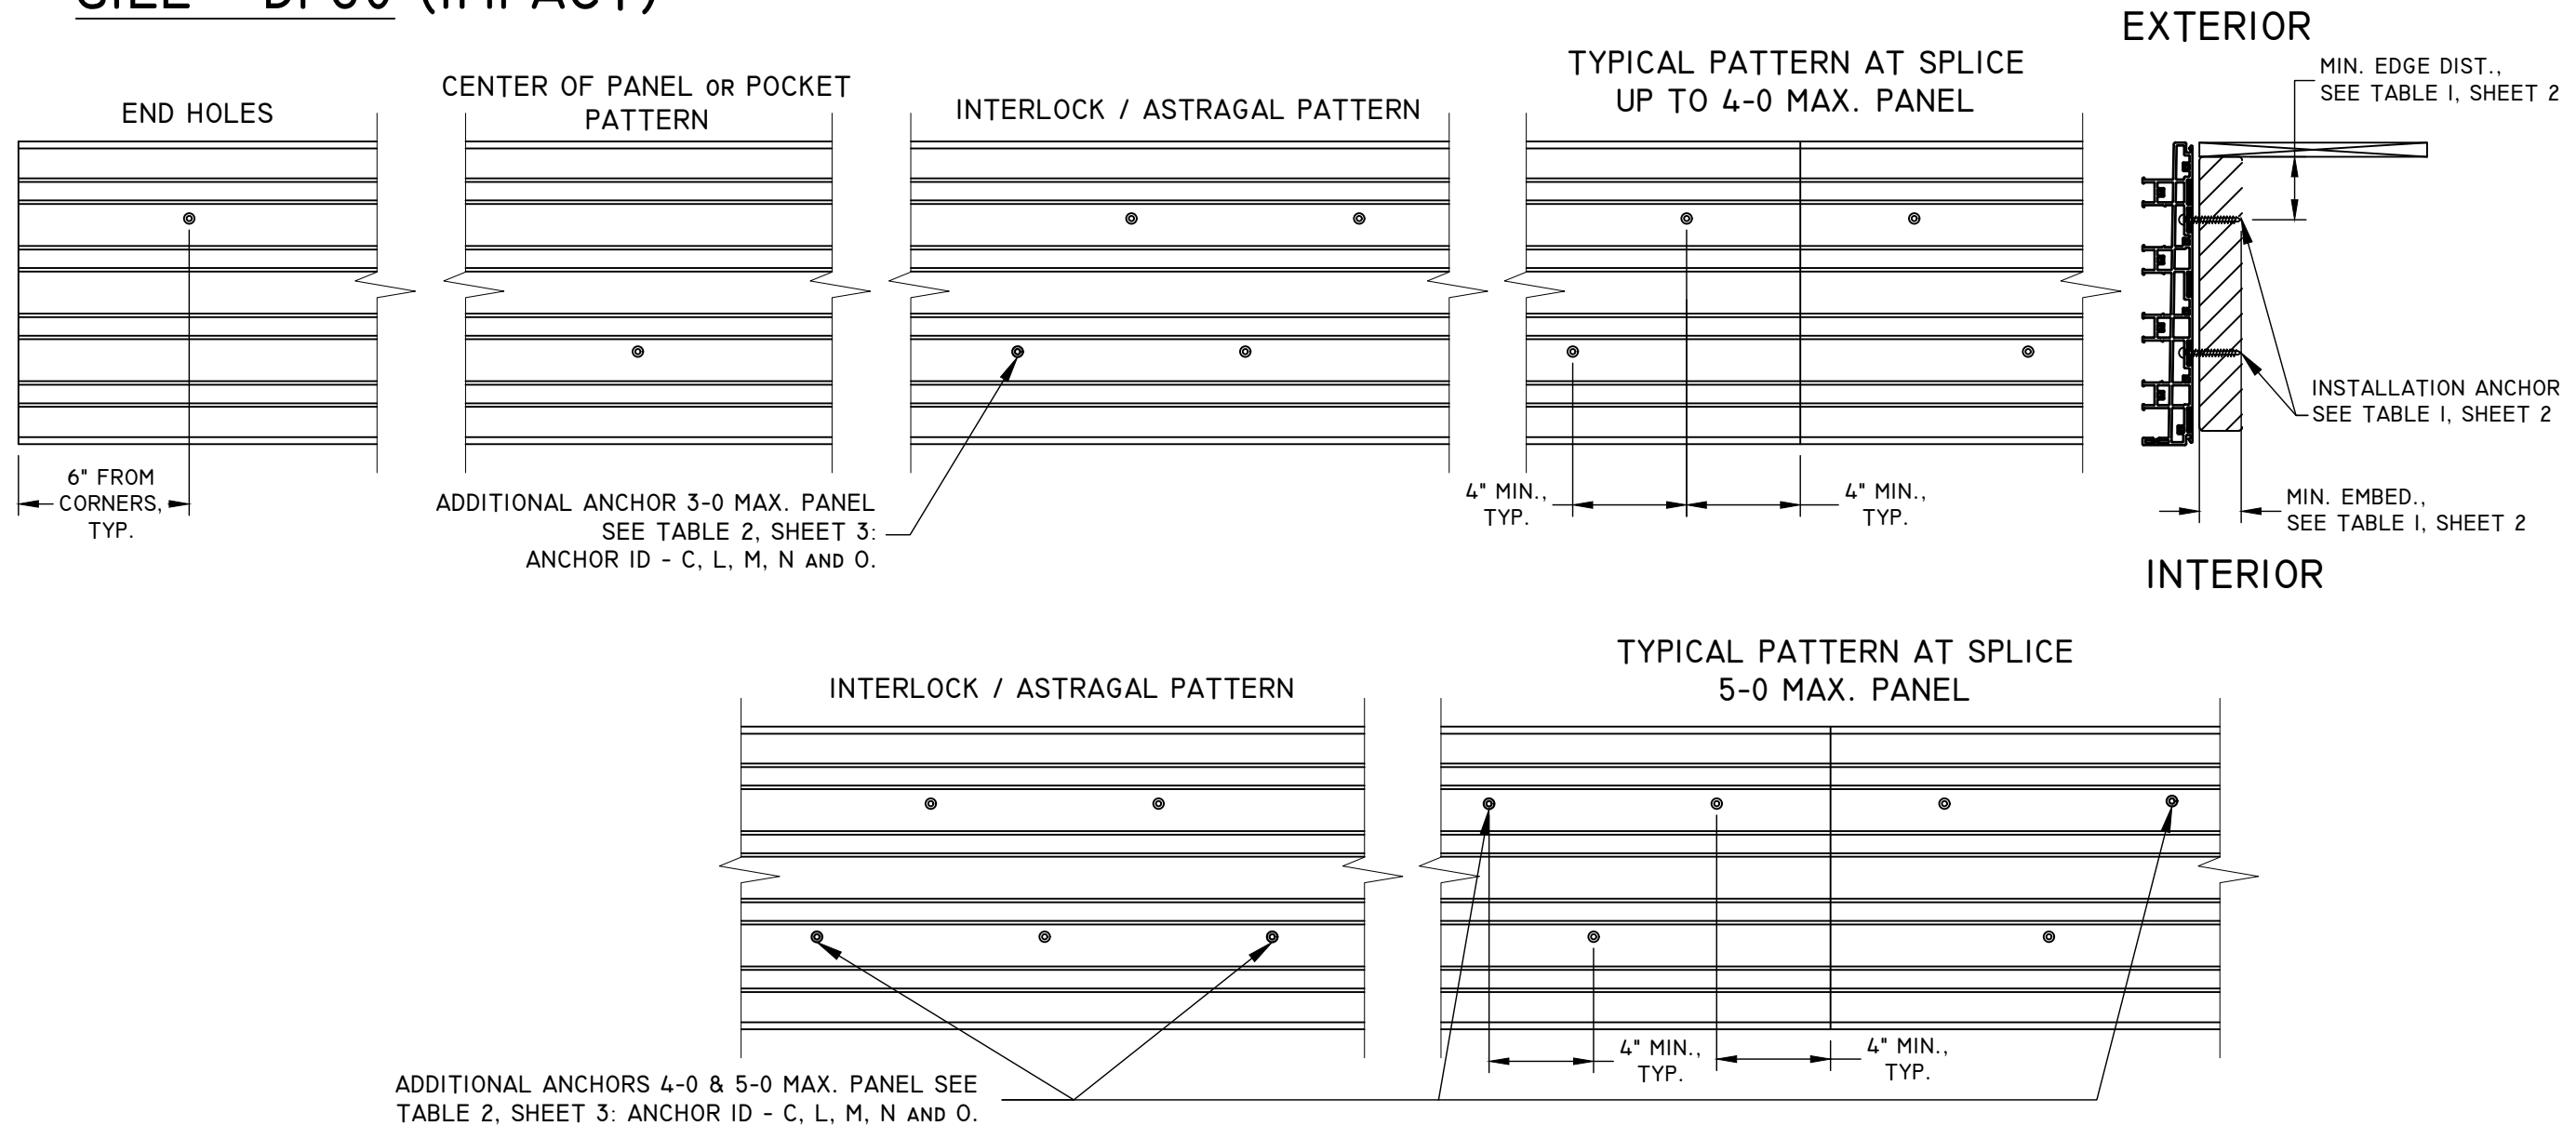 (IMPACT)
EXTERIOR
END HOLES
CENTER OF PANEL OR POCKET
PATTERN
INTERLOCK / ASTRAGAL PATTERN
TYPICAL PATTERN AT SPLICE
UP TO 4-0 MAX. PANEL
MIN. EDGE DIST.,
SEE TABLE 1, SHEET 2
INSTALLATION ANCHOR
SEE TABLE 1, SHEET 2
6" FROM
CORNERS,
TYP.
ADDITIONAL ANCHOR 3-0 MAX. PANEL
SEE TABLE 2, SHEET 3:
ANCHOR ID - C, L, M, N AND O.
4" MIN.,
TYP.
4" MIN.,
TYP.
MIN. EMBED.,
SEE TABLE 1, SHEET 2
INTERIOR
INTERLOCK / ASTRAGAL PATTERN
TYPICAL PATTERN AT SPLICE
5-0 MAX. PANEL
4" MIN.,
TYP.
4" MIN.,
TYP.
ADDITIONAL ANCHORS 4-0 & 5-0 MAX. PANEL SEE
TABLE 2, SHEET 3: ANCHOR ID - C, L, M, N AND O.